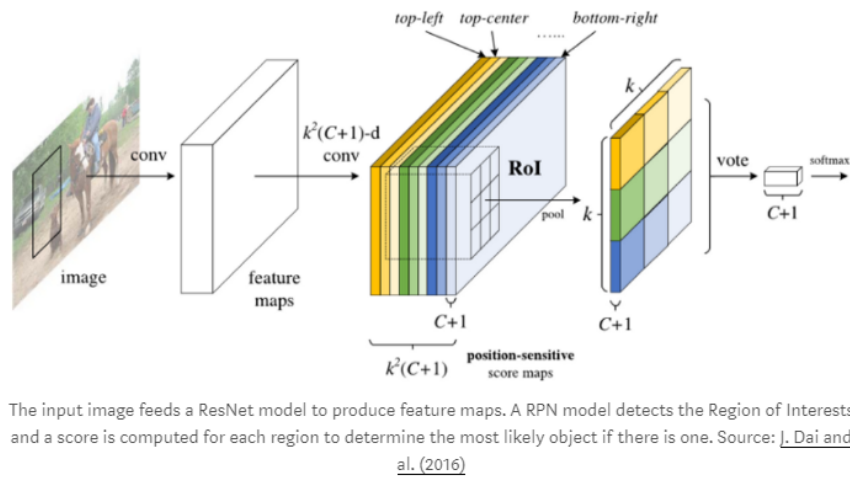 top-left top-center ...... bottom-right
k
k²(C+1)-d
conv
conv
RoI
vote
softmax
pool
k
C+1
image
feature
maps
C+1
C+1
k²(C+1)
position-sensitive
score maps
The input image feeds a ResNet model to produce feature maps. A RPN model detects the Region of Interests
and a score is computed for each region to determine the most likely object if there is one. Source: J. Dai and
al. (2016)